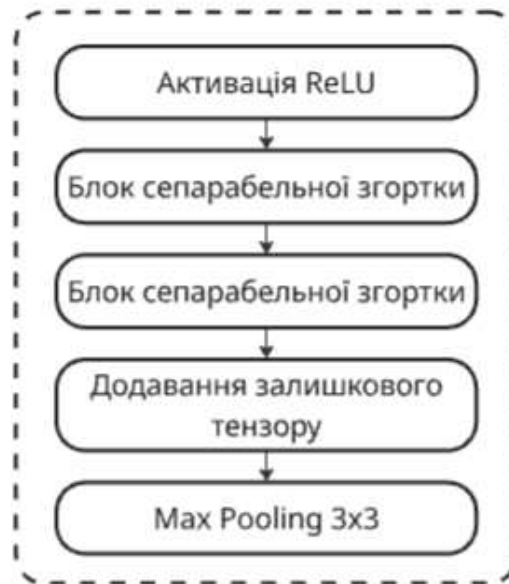 Активація ReLU
Блок сепарабельної згортки
Блок сепарабельної згортки
Додавання залишкового
тензору
Max Pooling 3x3